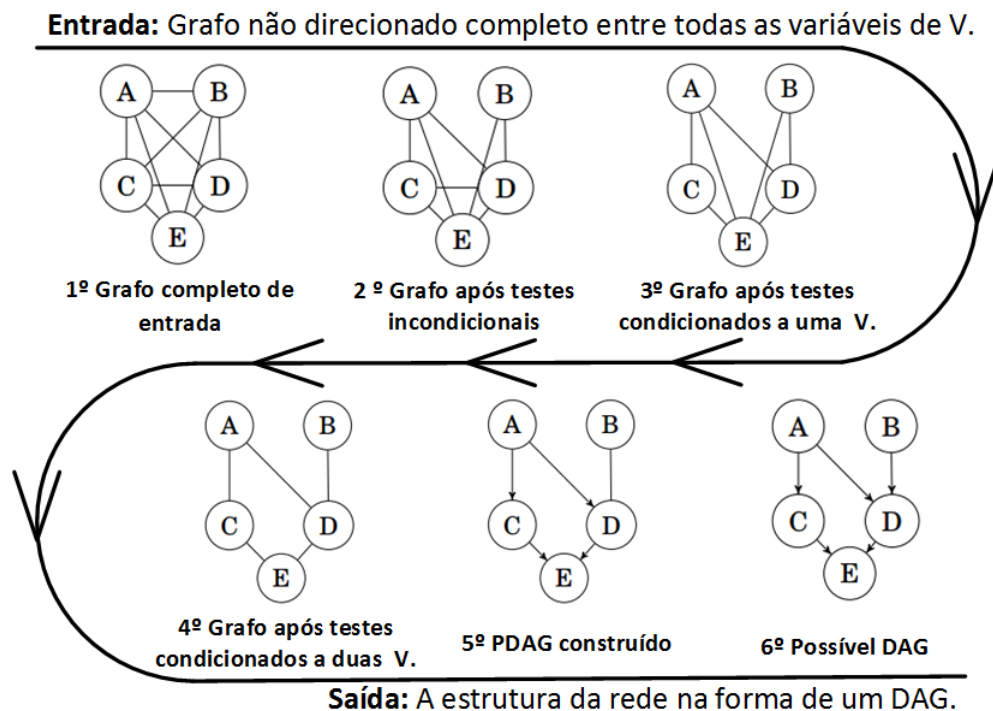 Entrada: Grafo não direcionado completo entre todas as variáveis de V.
A B
C D
E
A B
C D
E
A B
C D
E
1º Grafo completo de
entrada
2 º Grafo após testes
incondicionais
3º Grafo após testes
condicionados a uma V.
A B
C D
E
A B
C D
E
A B
C D
E
4º Grafo após testes
condicionados a duas V.
5º PDAG construído
6º Possível DAG
Saída: A estrutura da rede na forma de um DAG.